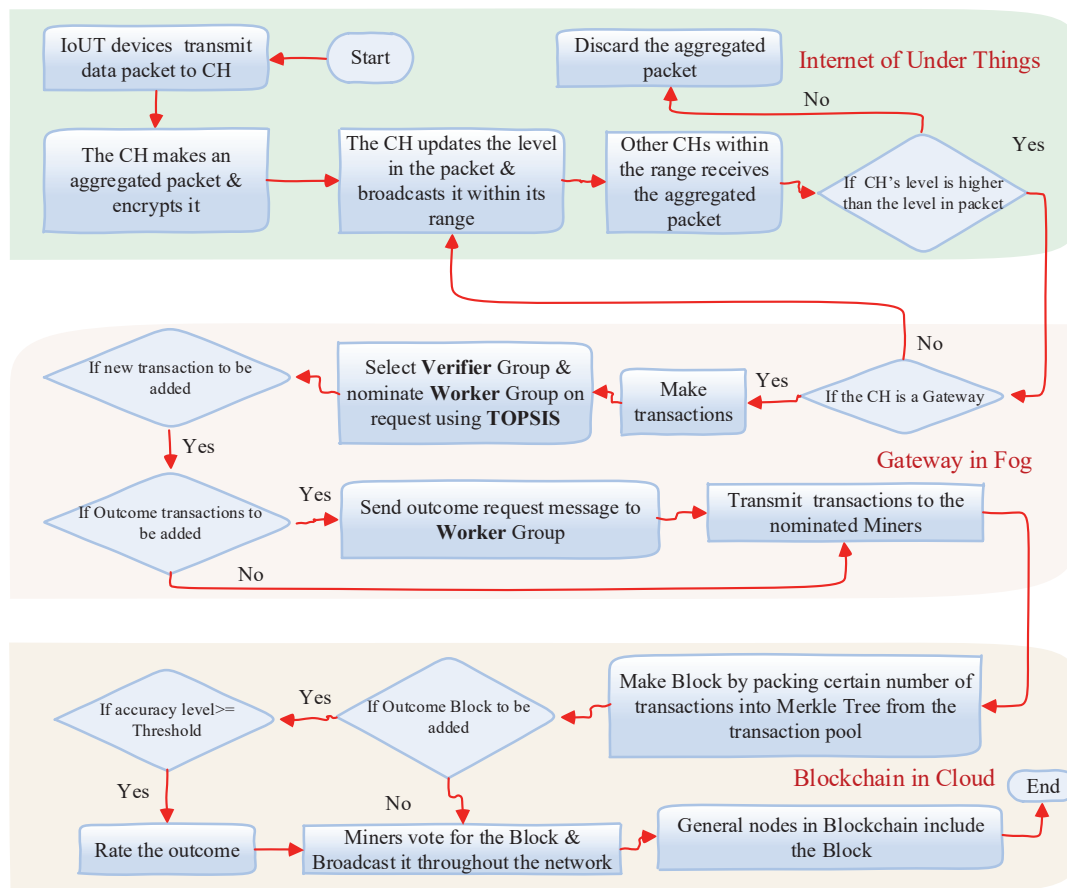 IoUT devices transmit
data packet to CH
Start
Discard the aggregated
packet
Internet of Under Things
No
Yes
The CH makes an
aggregated packet &
encrypts it
The CH updates the level
in the packet &
broadcasts it within its
range
Other CHs within
the range receives
the aggregated
packet
If CH's level is higher
than the level in packet
No
If new transaction to be
added
Select Verifier Group &
nominate Worker Group on
request using TOPSIS
Make
transactions
Yes
If the CH is a Gateway
Yes
Gateway in Fog
If Outcome transactions to
be added
Yes
Send outcome request message to
Worker Group
Transmit transactions to the
nominated Miners
No
If accuracy level>=
Threshold
Yes
If Outcome Block to be
added
Make Block by packing certain number of
transactions into Merkle Tree from the
transaction pool
Blockchain in Cloud
End
Yes
No
Rate the outcome
Miners vote for the Block &
Broadcast it throughout the network
General nodes in Blockchain include
the Block